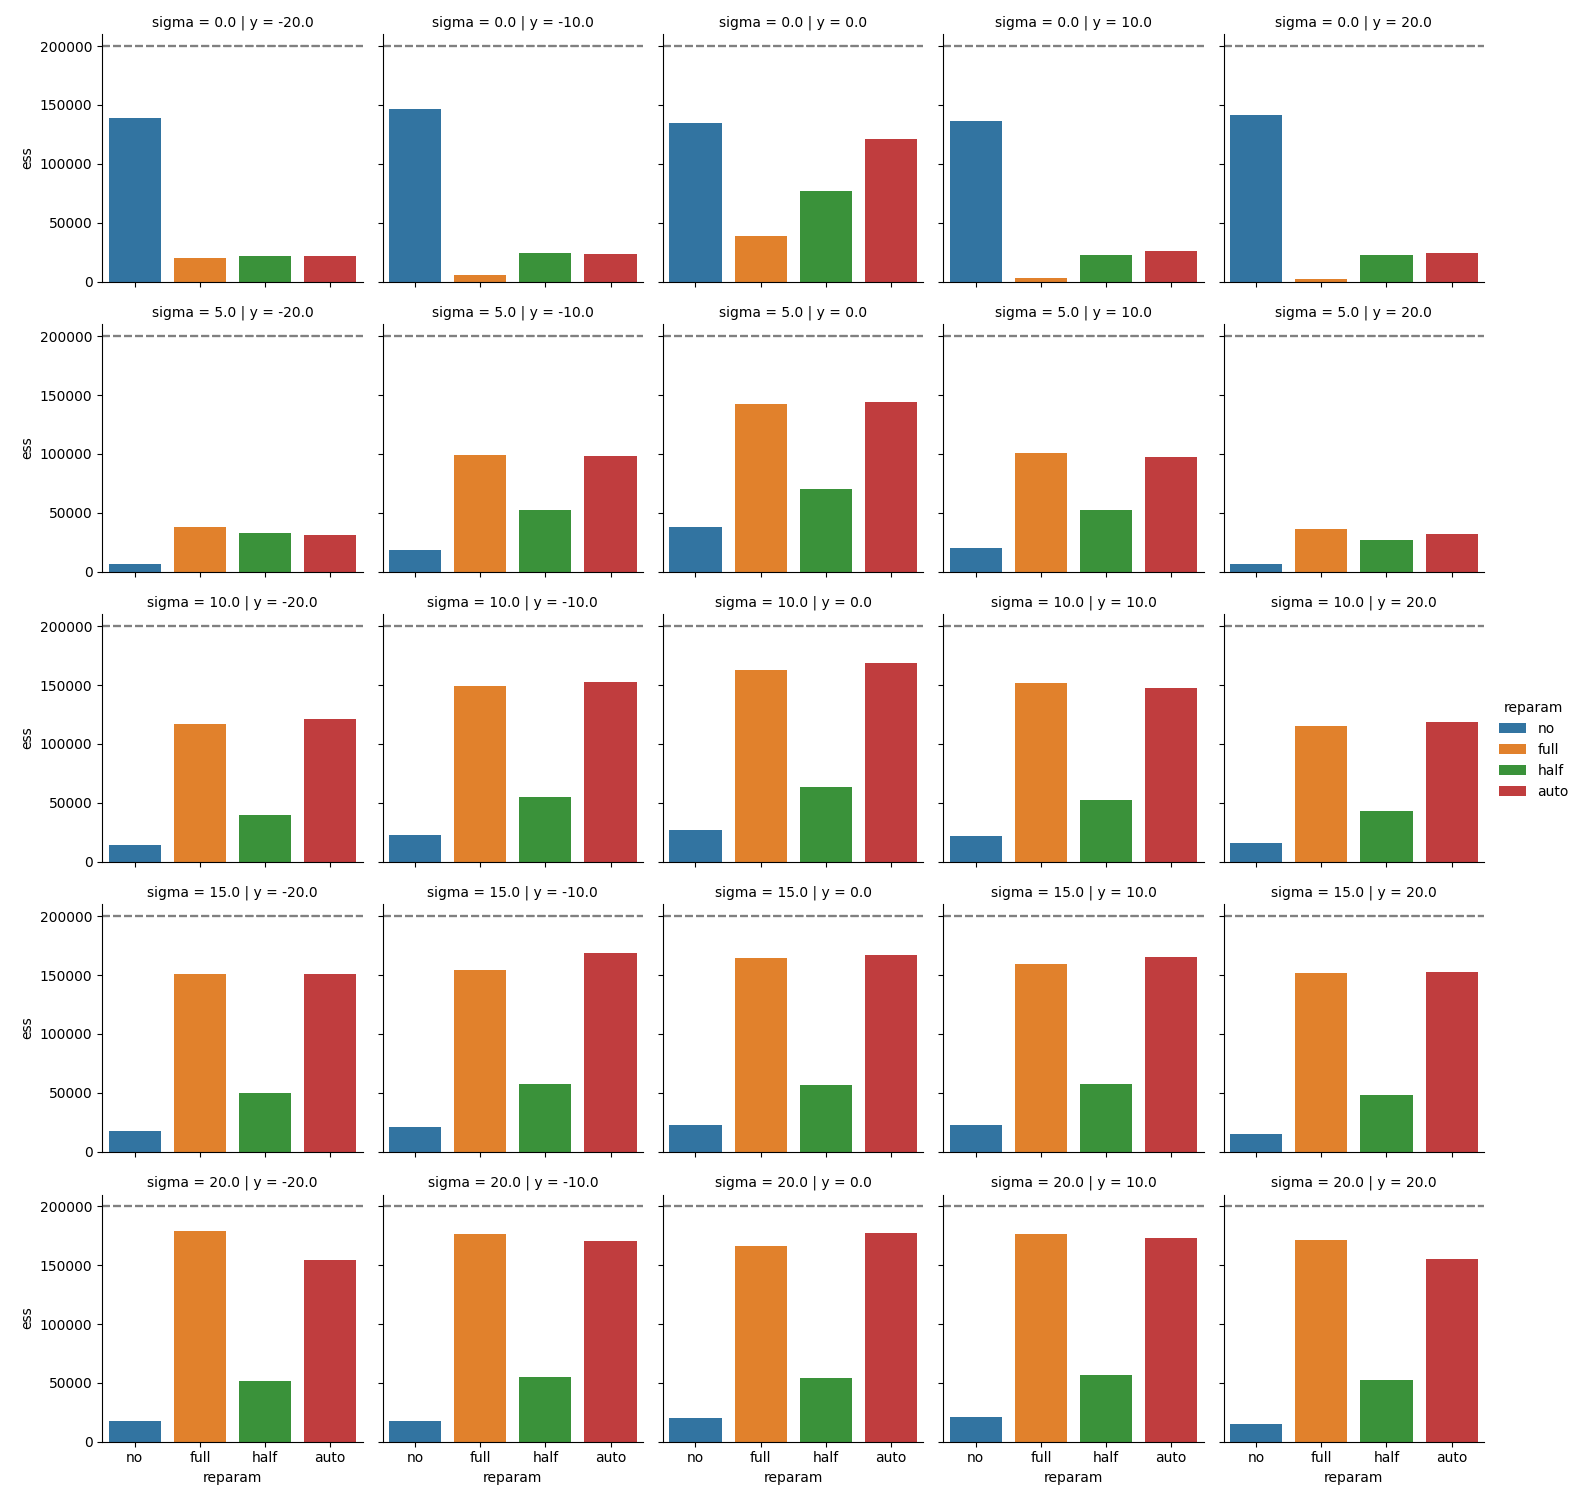 sigma = 0.0 | y = -20.0
sigma = 0.0 | y = -10.0
sigma = 0.0 | y = 0.0
sigma = 0.0 | y = 10.0
sigma = 0.0 | y = 20.0
200000
150000
100000
50000
0
ess
sigma = 5.0 | y = -20.0
sigma = 5.0 | y = -10.0
sigma = 5.0 | y = 0.0
sigma = 5.0 | y = 10.0
sigma = 5.0 | y = 20.0
200000
150000
100000
50000
0
ess
sigma = 10.0 | y = -20.0
sigma = 10.0 | y = -10.0
sigma = 10.0 | y = 0.0
sigma = 10.0 | y = 10.0
sigma = 10.0 | y = 20.0
200000
150000
100000
50000
0
ess
reparam
no
full
half
auto
sigma = 15.0 | y = -20.0
sigma = 15.0 | y = -10.0
sigma = 15.0 | y = 0.0
sigma = 15.0 | y = 10.0
sigma = 15.0 | y = 20.0
200000
150000
100000
50000
0
ess
sigma = 20.0 | y = -20.0
sigma = 20.0 | y = -10.0
sigma = 20.0 | y = 0.0
sigma = 20.0 | y = 10.0
sigma = 20.0 | y = 20.0
200000
150000
100000
50000
0
ess
no full half auto
reparam
no full half auto
reparam
no full half auto
reparam
no full half auto
reparam
no full half auto
reparam